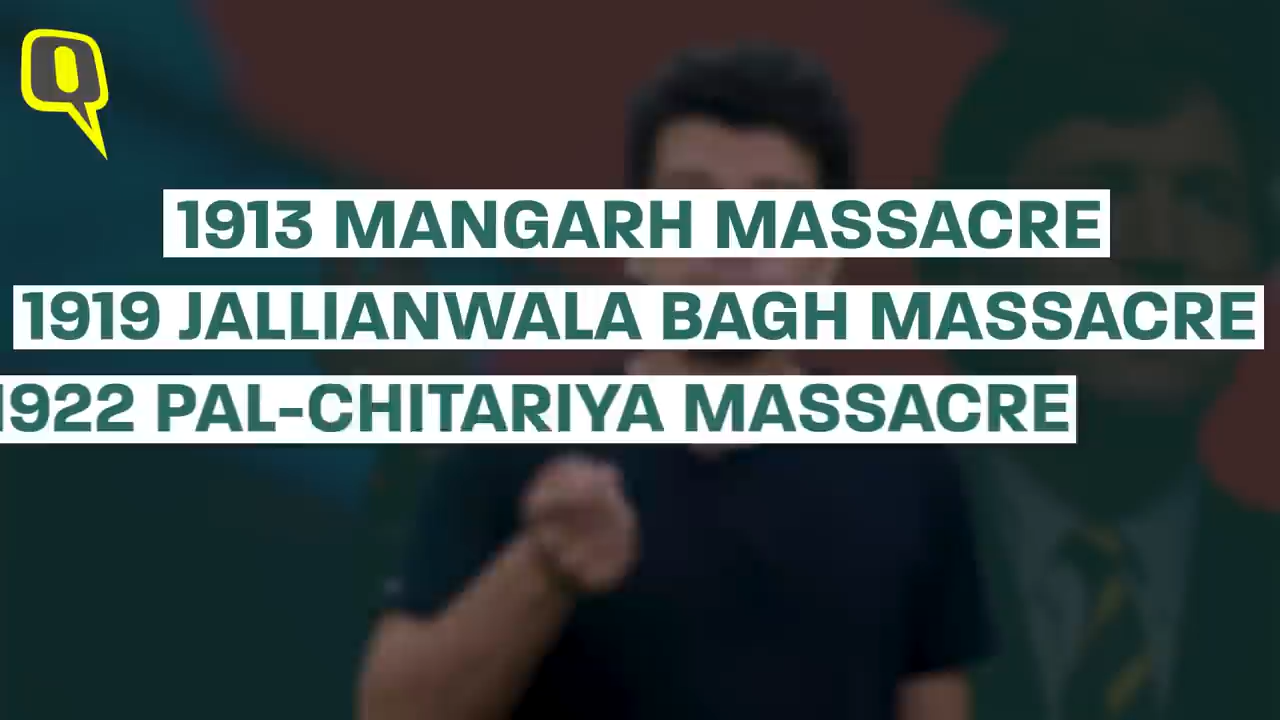 1913 MANGARH MASSACRE
1919 JALLIANWALA BAGH MASSACRE
1922 PAL-CHITARIYA MASSACRE